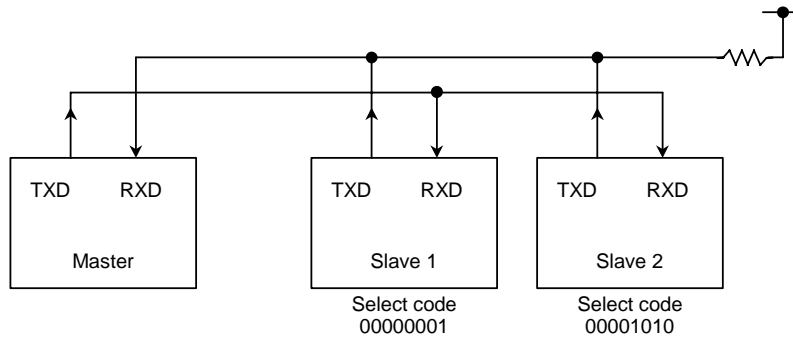 TXD RXD TXD RXD TXD RXD
Master Slave 1 Slave 2
Select code Select code
00000001 00001010